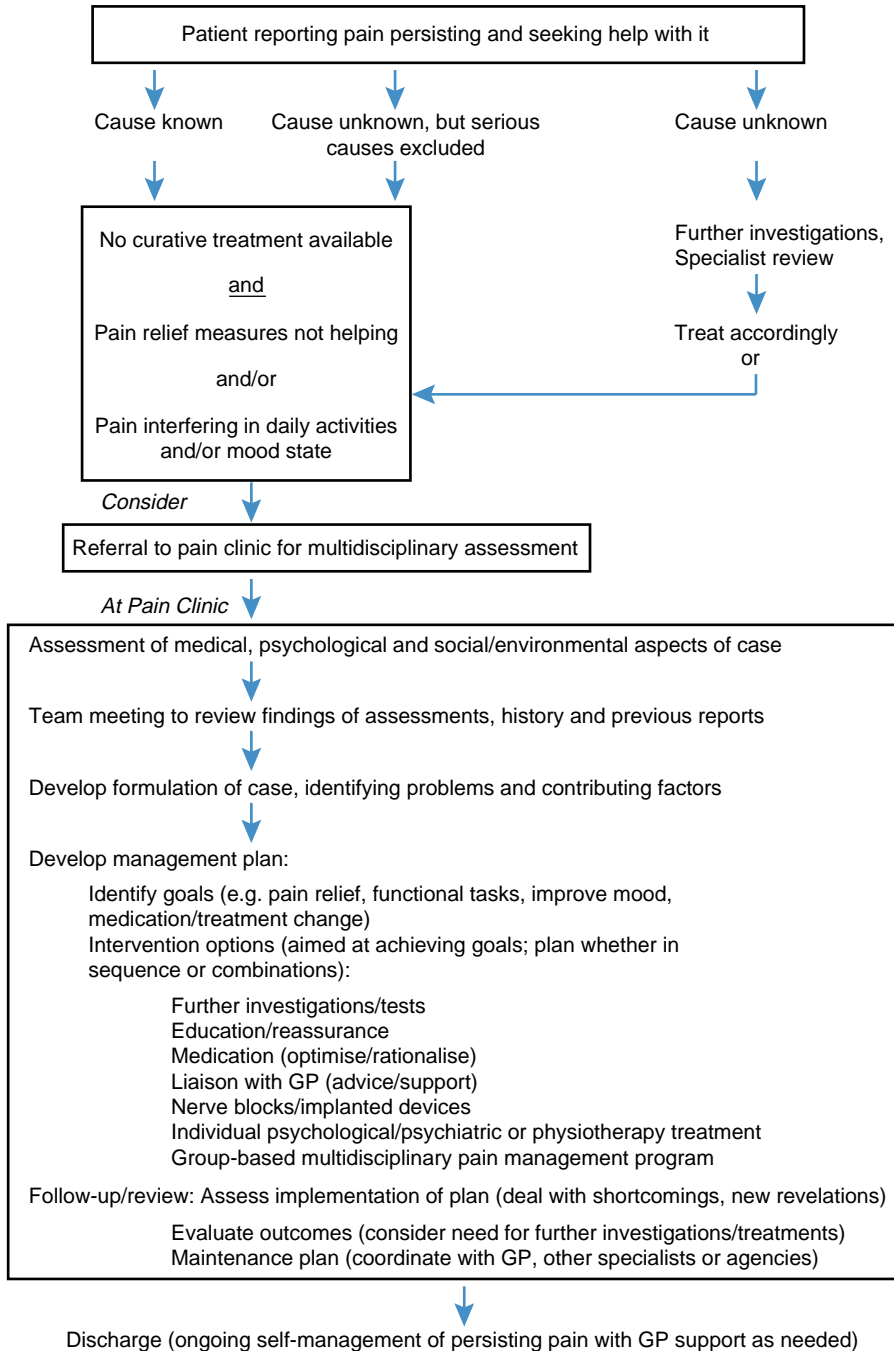 Patient reporting pain persisting and seeking help with it
Cause known
Cause unknown, but serious
causes excluded
Cause unknown
No curative treatment available
and
Pain relief measures not helping
and/or
Pain interfering in daily activities
and/or mood state
Further investigations,
Specialist review
Treat accordingly
or
Consider
Referral to pain clinic for multidisciplinary assessment
At Pain Clinic
Assessment of medical, psychological and social/environmental aspects of case
Team meeting to review findings of assessments, history and previous reports
Develop formulation of case, identifying problems and contributing factors
Develop management plan:
Identify goals (e.g. pain relief, functional tasks, improve mood,
medication/treatment change)
Intervention options (aimed at achieving goals; plan whether in
sequence or combinations):
Further investigations/tests
Education/reassurance
Medication (optimise/rationalise)
Liaison with GP (advice/support)
Nerve blocks/implanted devices
Individual psychological/psychiatric or physiotherapy treatment
Group-based multidisciplinary pain management program
Follow-up/review: Assess implementation of plan (deal with shortcomings, new revelations)
Evaluate outcomes (consider need for further investigations/treatments)
Maintenance plan (coordinate with GP, other specialists or agencies)
Discharge (ongoing self-management of persisting pain with GP support as needed)